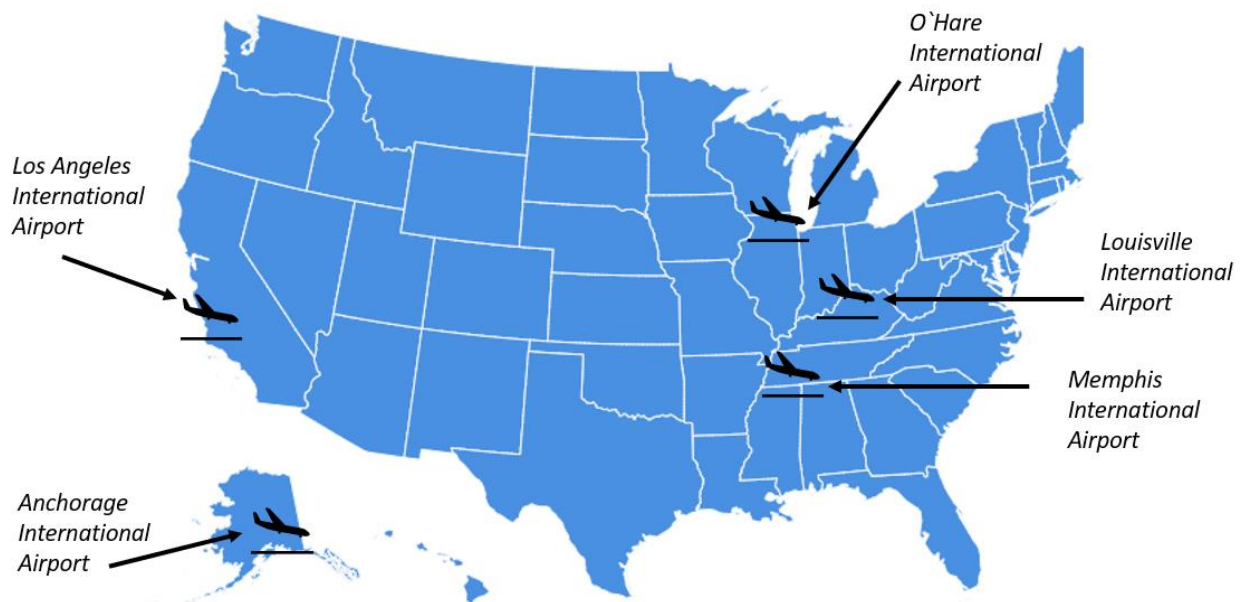 O`Hare
International
Airport
Los Angeles
International
Airport
Louisville
International
Airport
Memphis
International
Airport
Anchorage
International
Airport